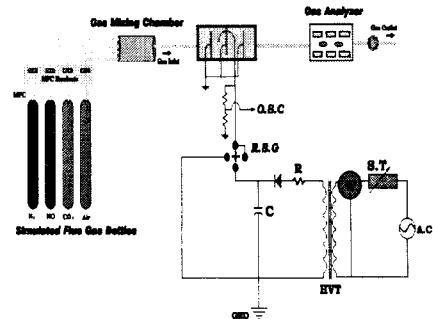 Gas Mixing Chamber
Gas Analyzer
Gas Outlet
Gas Inlet
MFC Readouts
MFC
O.S.C
R.S.G
R
S.T.
C
A.C
N₂ NO CO₂ Air
Simulated Flue Gas Bottles
HVT
GND